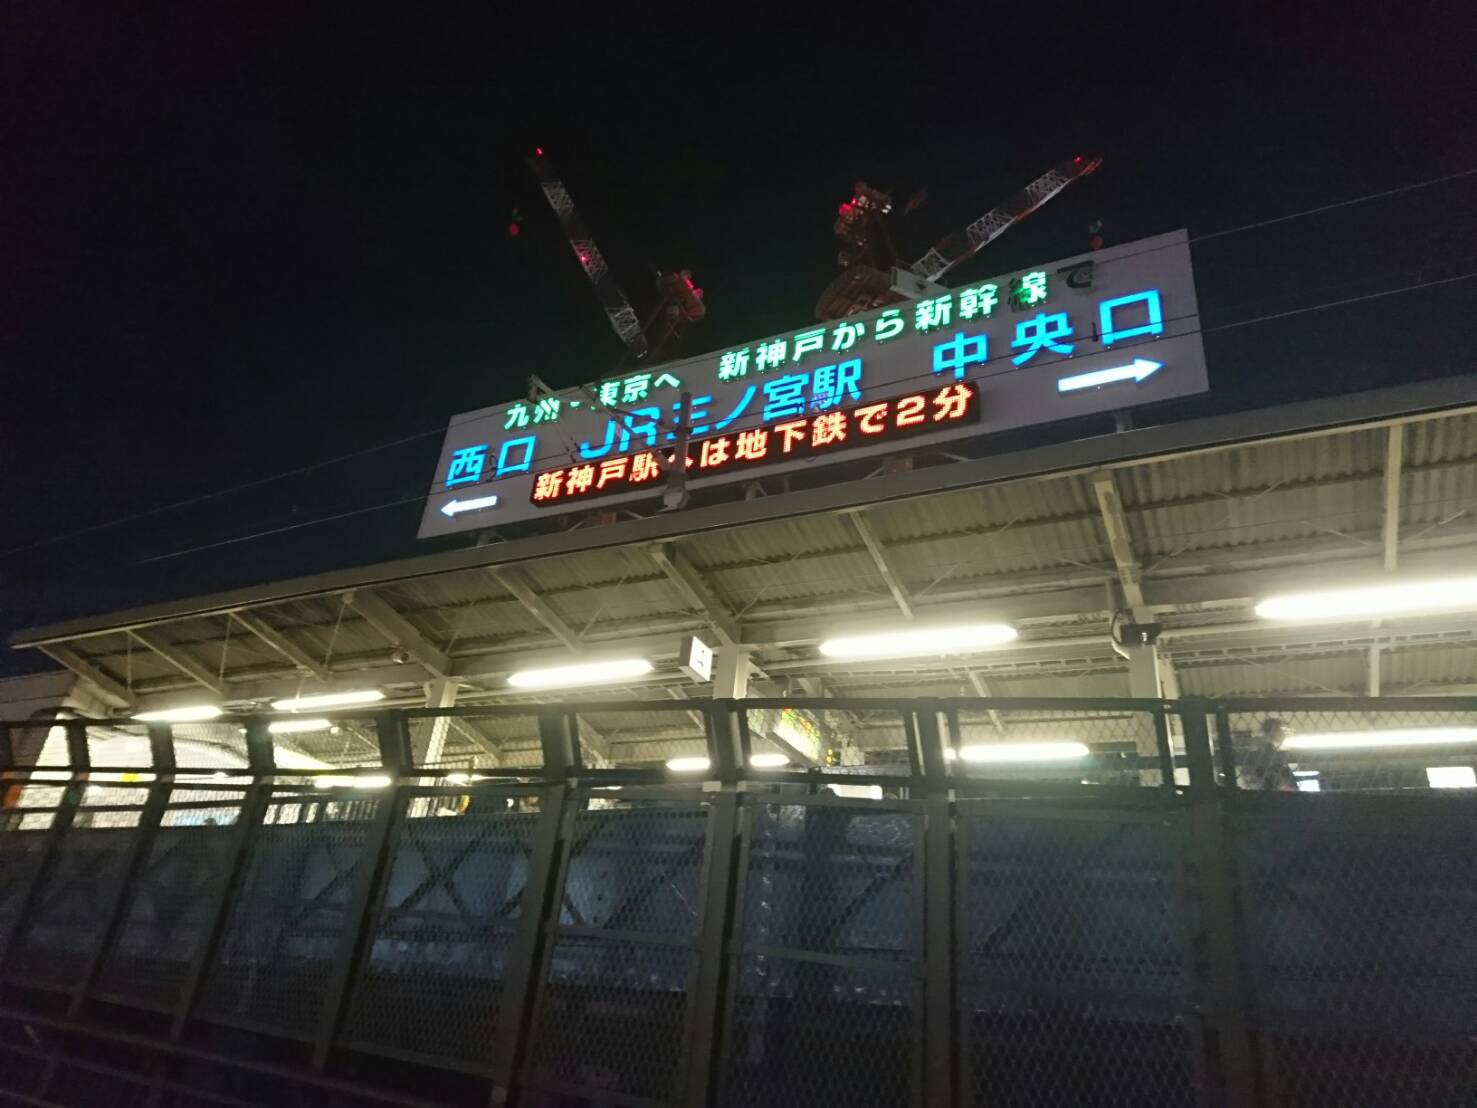 九州・東京へ　新神戸から新幹線で
西口　JR三ノ宮駅　中央口
新神戸駅へは地下鉄で2分